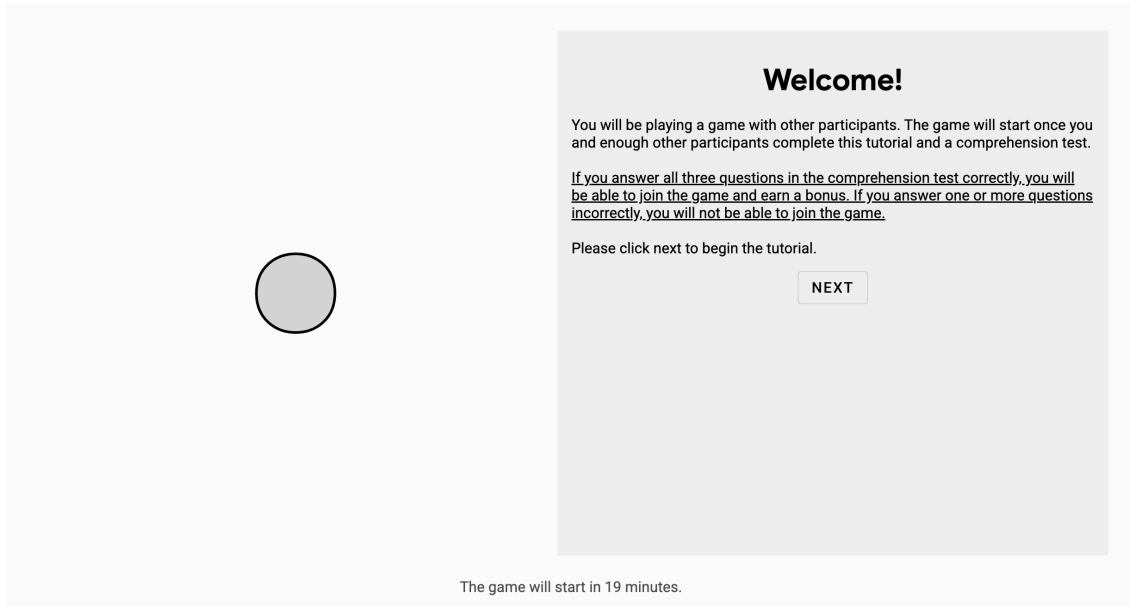 Welcome!
You will be playing a game with other participants. The game will start once you
and enough other participants complete this tutorial and a comprehension test.
If you answer all three questions in the comprehension test correctly, you will
be able to join the game and earn a bonus. If you answer one or more questions
incorrectly, you will not be able to join the game.
Please click next to begin the tutorial.
NEXT
The game will start in 19 minutes.